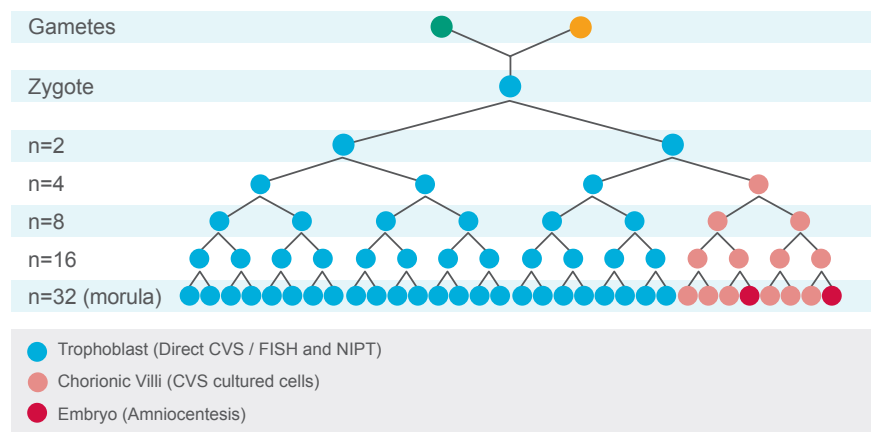 Gametes
Zygote
n=2
n=4
n=8
n=16
n=32 (morula)
Trophoblast (Direct CVS / FISH and NIPT)
Chorionic Villi (CVS cultured cells)
Embryo (Amniocentesis)